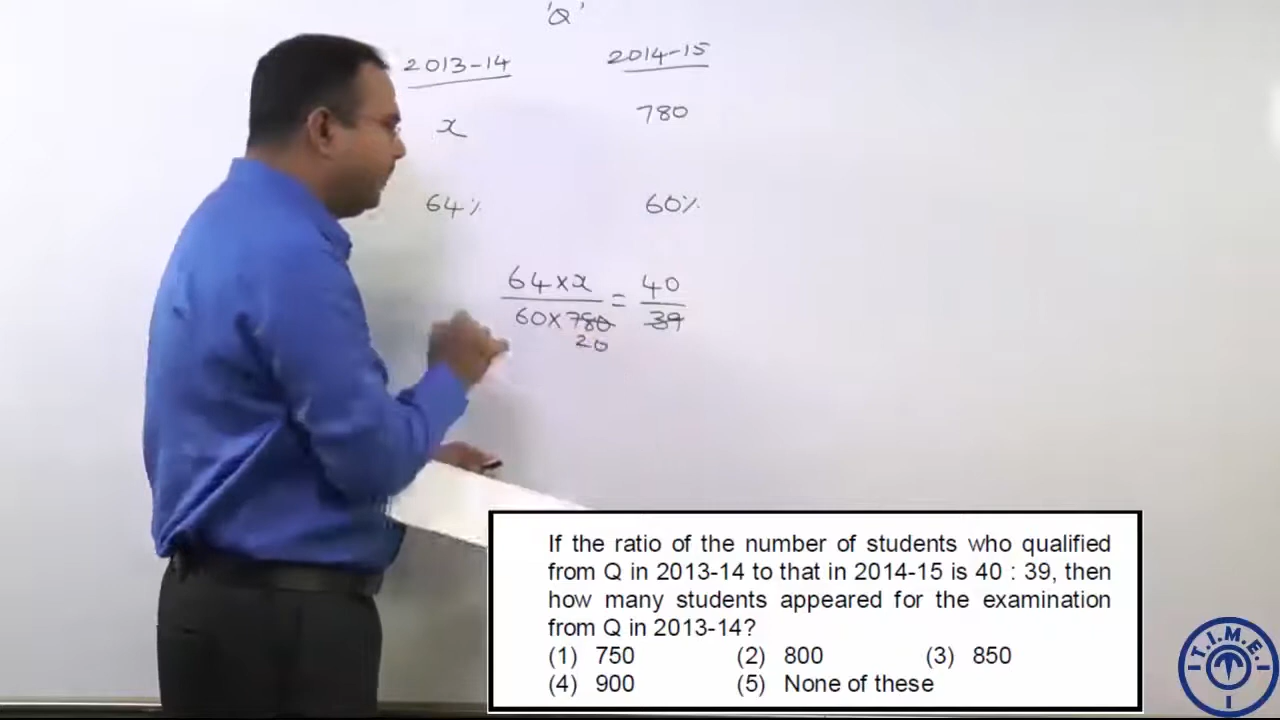 'Q'
2013-14 2014-15
x 780
64% 60%
64×x / 60×780 = 40 / 39
20
If the ratio of the number of students who qualified
from Q in 2013-14 to that in 2014-15 is 40 : 39, then
how many students appeared for the examination
from Q in 2013-14?
(1) 750 (2) 800 (3) 850
(4) 900 (5) None of these
T.I.M.E.